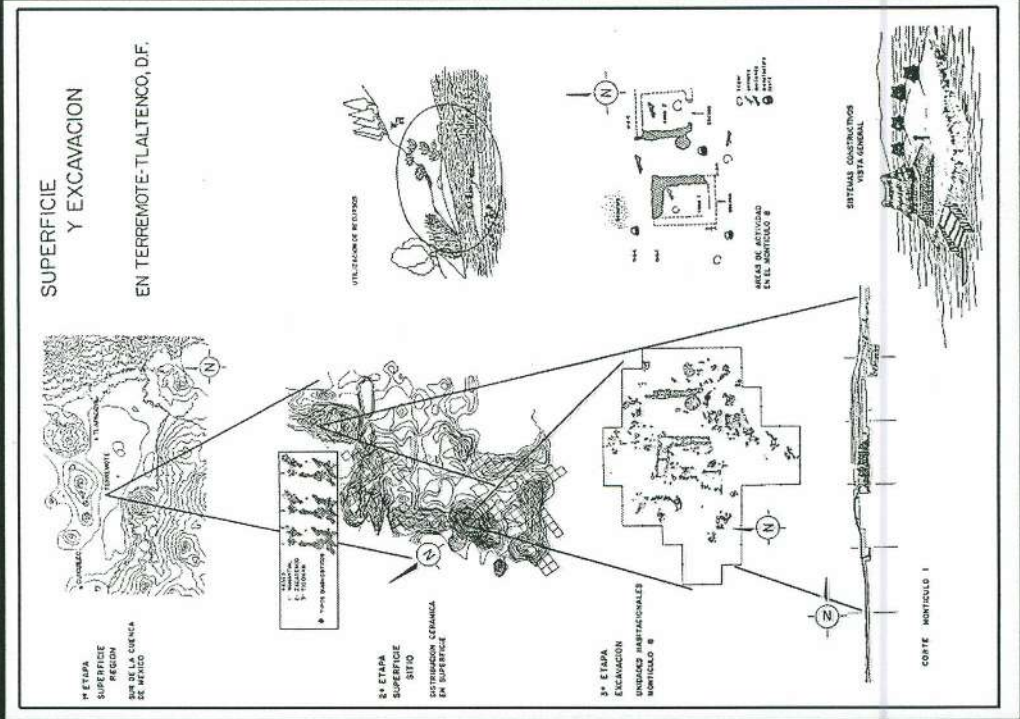 SUPERFICIE
Y EXCAVACION
EN TERREMOTE-TLALTENCO, D.F.
1ª ETAPA
SUPERFICIE
REGION
SUR DE LA CUENCA
DE MEXICO
TERREMOTE
N
2ª ETAPA
SUPERFICIE
SITIO
DISTRIBUCION CERAMICA
EN SUPERFICIE
N
UTILIZACION DE RECURSOS
3ª ETAPA
EXCAVACION
UNIDADES HABITACIONALES
MONTICULO 8
N
AREAS DE ACTIVIDAD
EN EL MONTICULO 8
N
N
CORTE MONTICULO 1
SISTEMAS CONSTRUCTIVOS
VISTA GENERAL